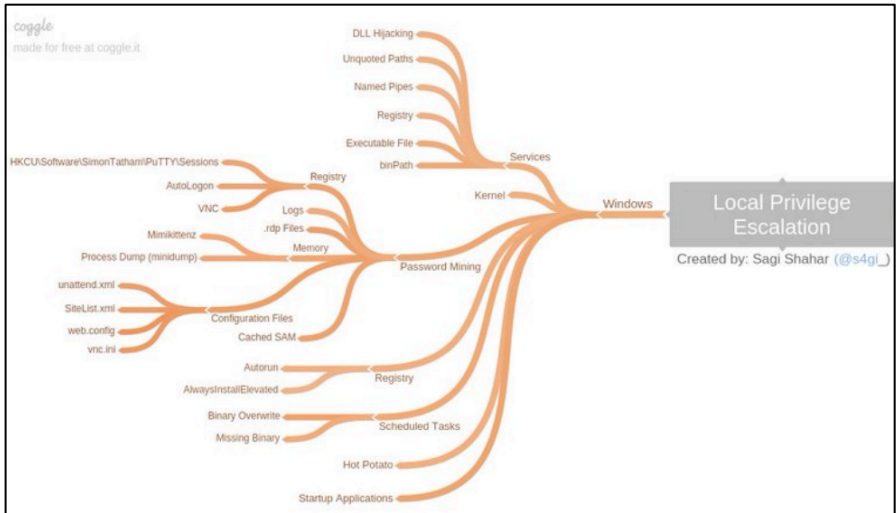 coggle
made for free at coggle.it
DLL Hijacking
Unquoted Paths
Named Pipes
Registry
Executable File
binPath
Services
Kernel
Windows
Local Privilege
Escalation
Created by: Sagi Shahar (@s4gi_)
HKCU\Software\SimonTatham\PuTTY\Sessions
AutoLogon
VNC
Registry
Logs
.rdp Files
Mimikittenz
Process Dump (minidump)
Memory
Password Mining
unattend.xml
SiteList.xml
web.config
vnc.ini
Configuration Files
Cached SAM
Autorun
AlwaysInstallElevated
Registry
Binary Overwrite
Missing Binary
Scheduled Tasks
Hot Potato
Startup Applications